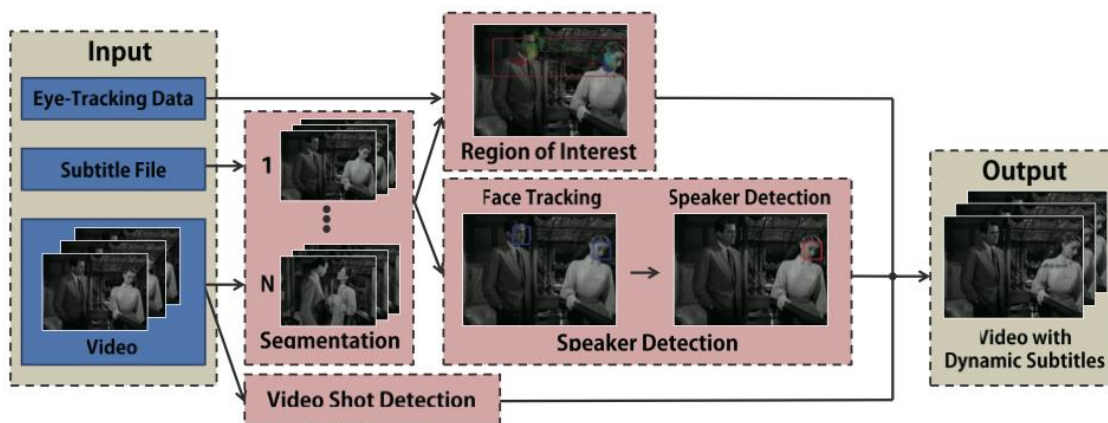 Input
Eye-Tracking Data
Subtitle File
Video
1
N
Segmentation
Region of Interest
Face Tracking
Speaker Detection
Speaker Detection
Video Shot Detection
Output
Video with
Dynamic Subtitles